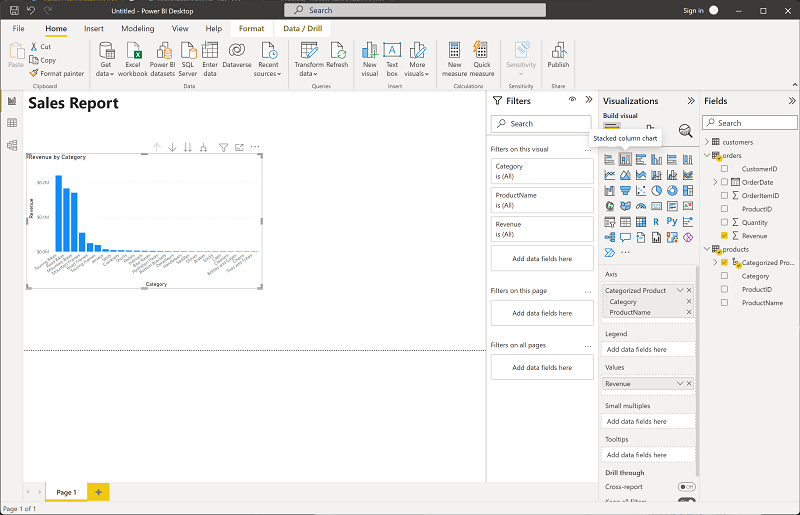 Untitled - Power BI Desktop
Search
Sign in
File
Home
Insert
Modeling
View
Help
Format
Data / Drill
Paste
Cut
Copy
Format painter
Clipboard
Get data
Excel workbook
Power BI datasets
SQL Server
Enter data
Dataverse
Recent sources
Data
Transform data
Refresh
Queries
New visual
Text box
More visuals
Insert
New measure
Quick measure
Calculations
Sensitivity
Sensitivity
Publish
Share
Sales Report
Revenue by Category
Revenue
$0.2M
$0.1M
$0.0M
Category
Filters
Search
Filters on this visual
Category
is (All)
ProductName
is (All)
Revenue
is (All)
Add data fields here
Filters on this page
Add data fields here
Filters on all pages
Add data fields here
Visualizations
Build visual
Stacked column chart
R
Py
Axis
Categorized Product
Category
ProductName
Legend
Add data fields here
Values
Revenue
Small multiples
Add data fields here
Tooltips
Add data fields here
Drill through
Cross-report
Off
Keep all filters
Fields
Search
customers
orders
CustomerID
OrderDate
OrderItemID
ProductID
Quantity
Revenue
products
Categorized Pro...
Category
ProductID
ProductName
Page 1
Page 1 of 1